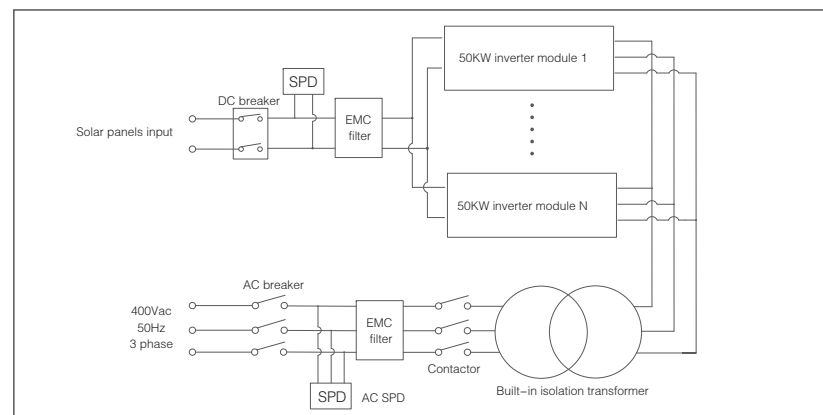 50KW inverter module 1
SPD
DC breaker
EMC
filter
Solar panels input
50KW inverter module N
AC breaker
400Vac
50Hz
3 phase
EMC
filter
Contactor
Built-in isolation transformer
SPD
AC SPD